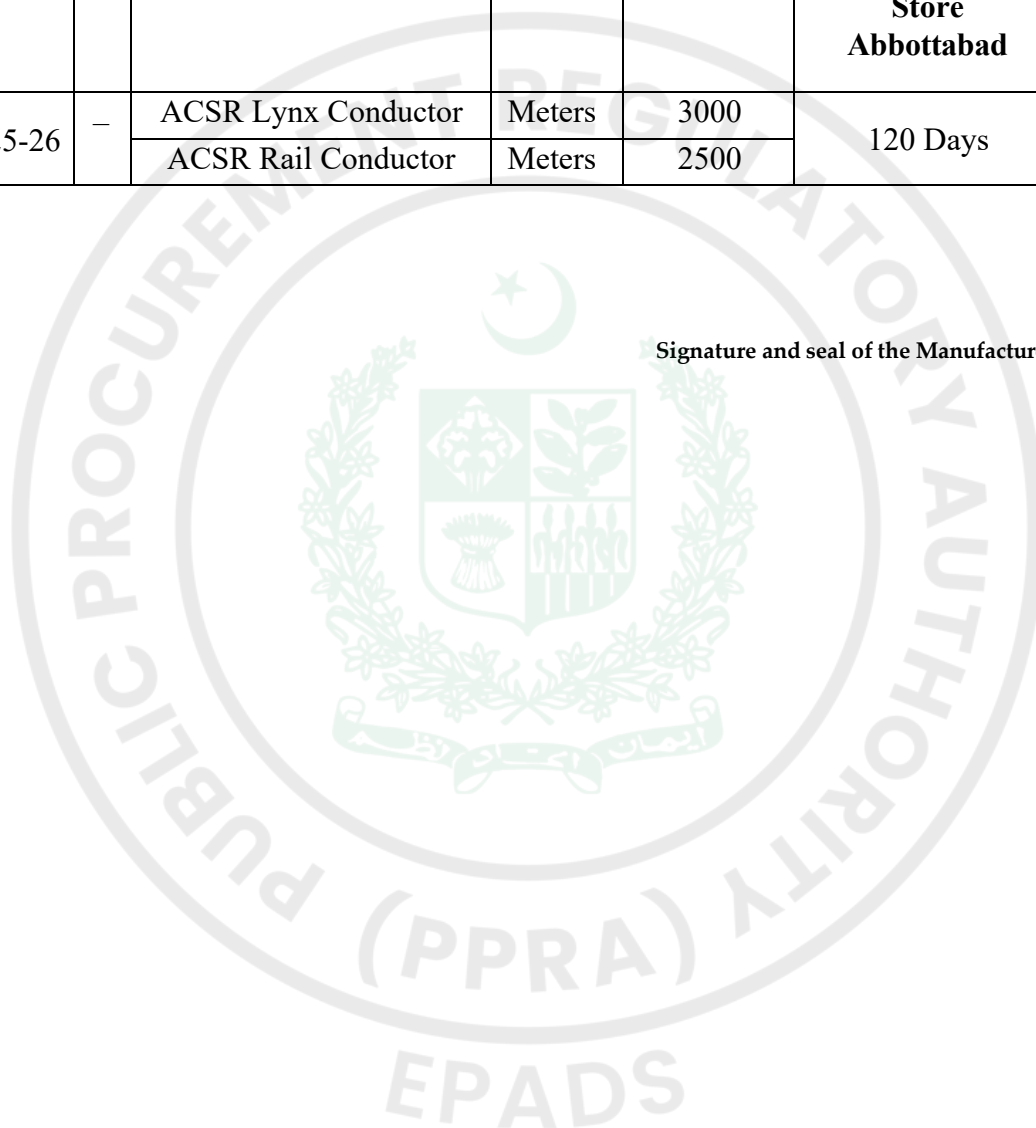 Store
Abbottabad
5-26 – ACSR Lynx Conductor Meters 3000 120 Days
ACSR Rail Conductor Meters 2500
Signature and seal of the Manufactur
PUBLIC PROCUREMENT REGULATORY AUTHORITY
(PPRA)
EPADS